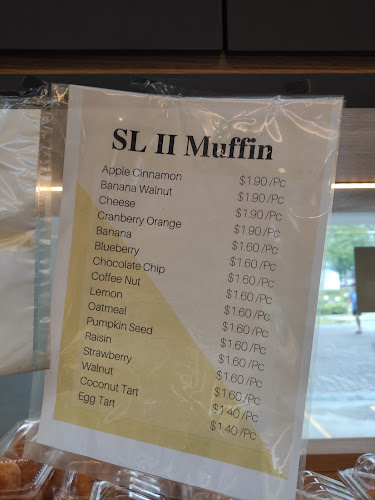 SL II Muffin
Apple Cinnamon $1.90 /Pc
Banana Walnut $1.90 /Pc
Cheese $1.90 /Pc
Cranberry Orange $1.60 /Pc
Banana $1.60 /Pc
Blueberry $1.60 /Pc
Chocolate Chip $1.60 /Pc
Coffee Nut $1.60 /Pc
Lemon $1.60 /Pc
Oatmeal $1.60 /Pc
Pumpkin Seed $1.60 /Pc
Raisin $1.60 /Pc
Strawberry $1.60 /Pc
Walnut $1.60 /Pc
Coconut Tart $1.40 /Pc
Egg Tart $1.40 /Pc